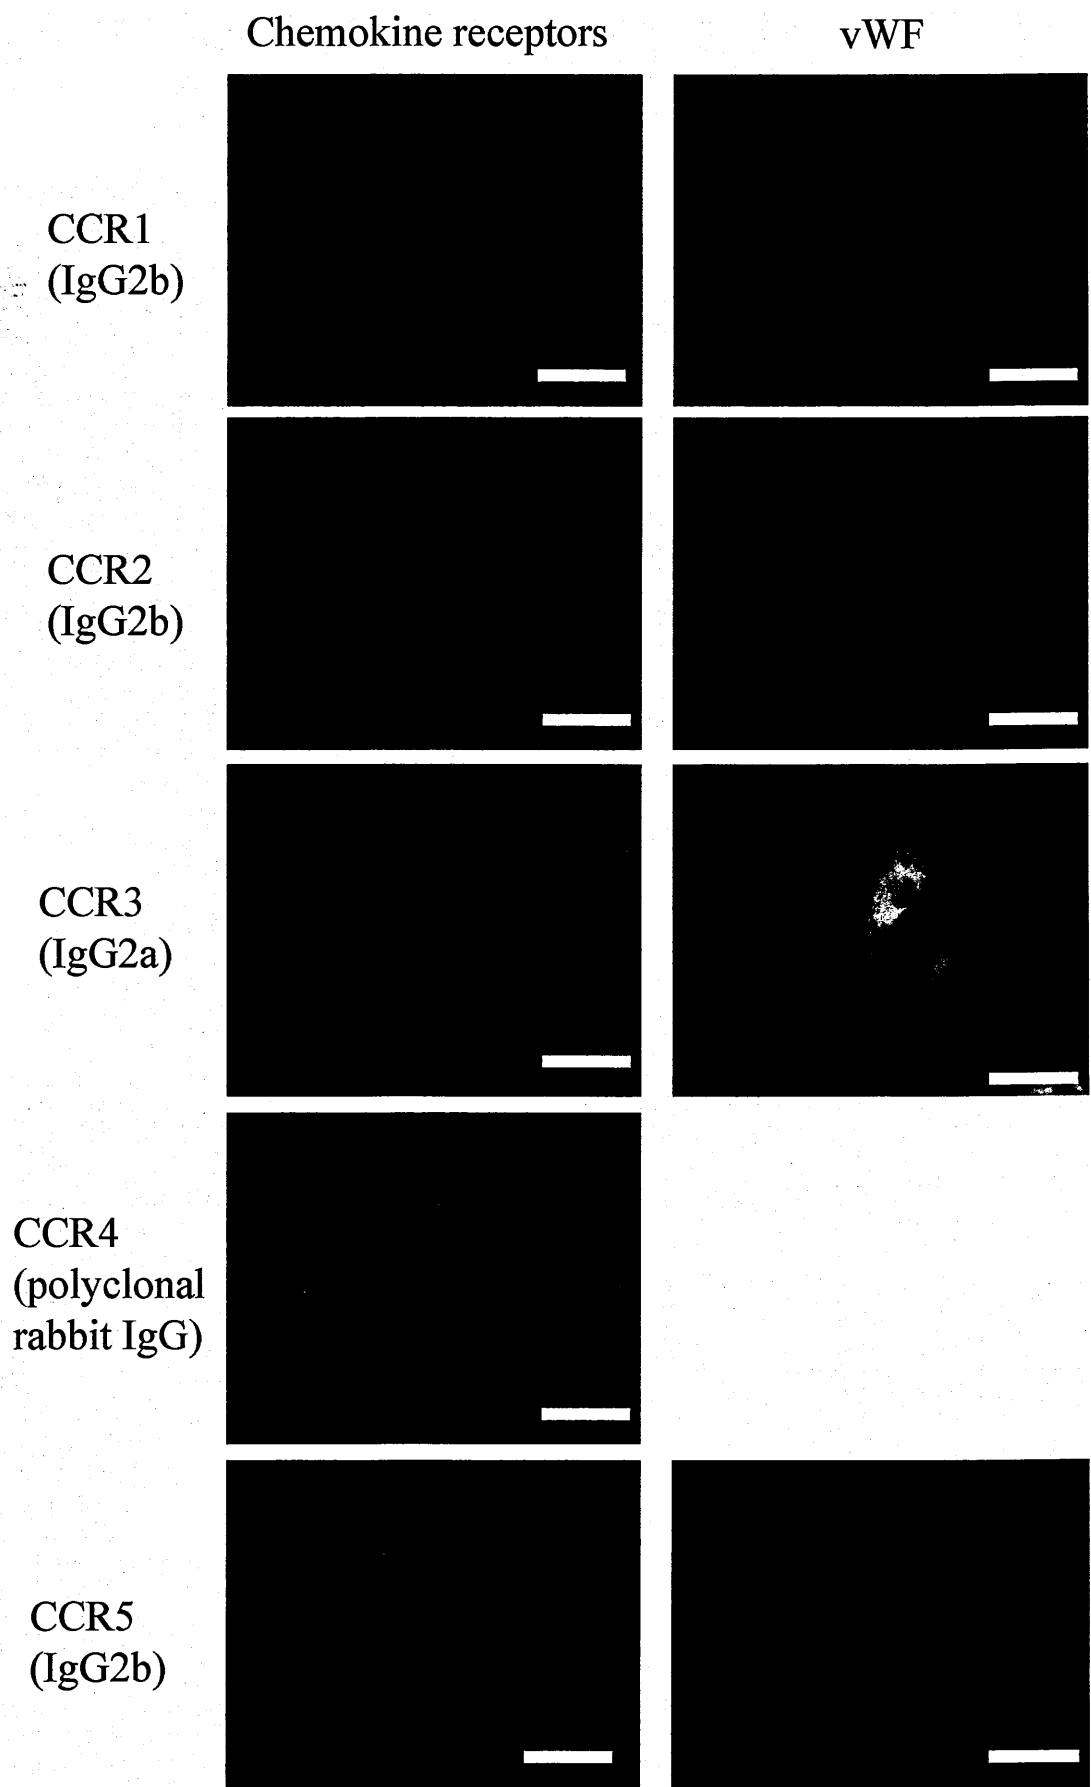 Chemokine receptors
vWF
CCR1
(IgG2b)
CCR2
(IgG2b)
CCR3
(IgG2a)
CCR4
(polyclonal
rabbit IgG)
CCR5
(IgG2b)